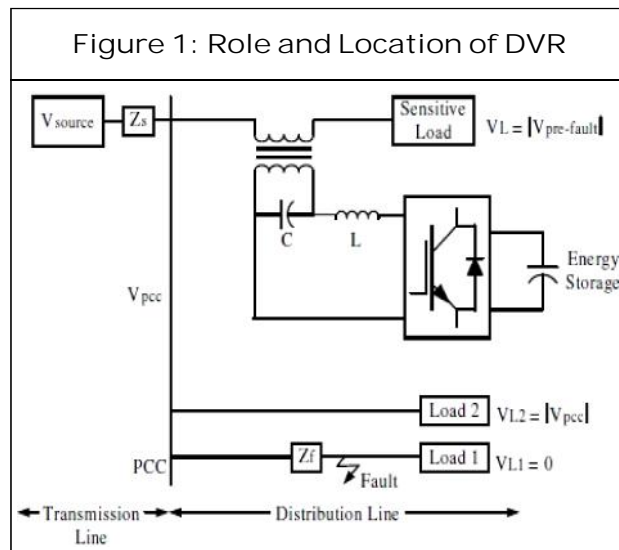 Figure 1: Role and Location of DVR
Vsource
Zs
Sensitive
Load
VL = |Vpre-fault|
C
L
Energy
Storage
Vpcc
Load 2
VL2 = |Vpcc|
PCC
Zf
Fault
Load 1
VL1 = 0
Transmission
Line
Distribution Line